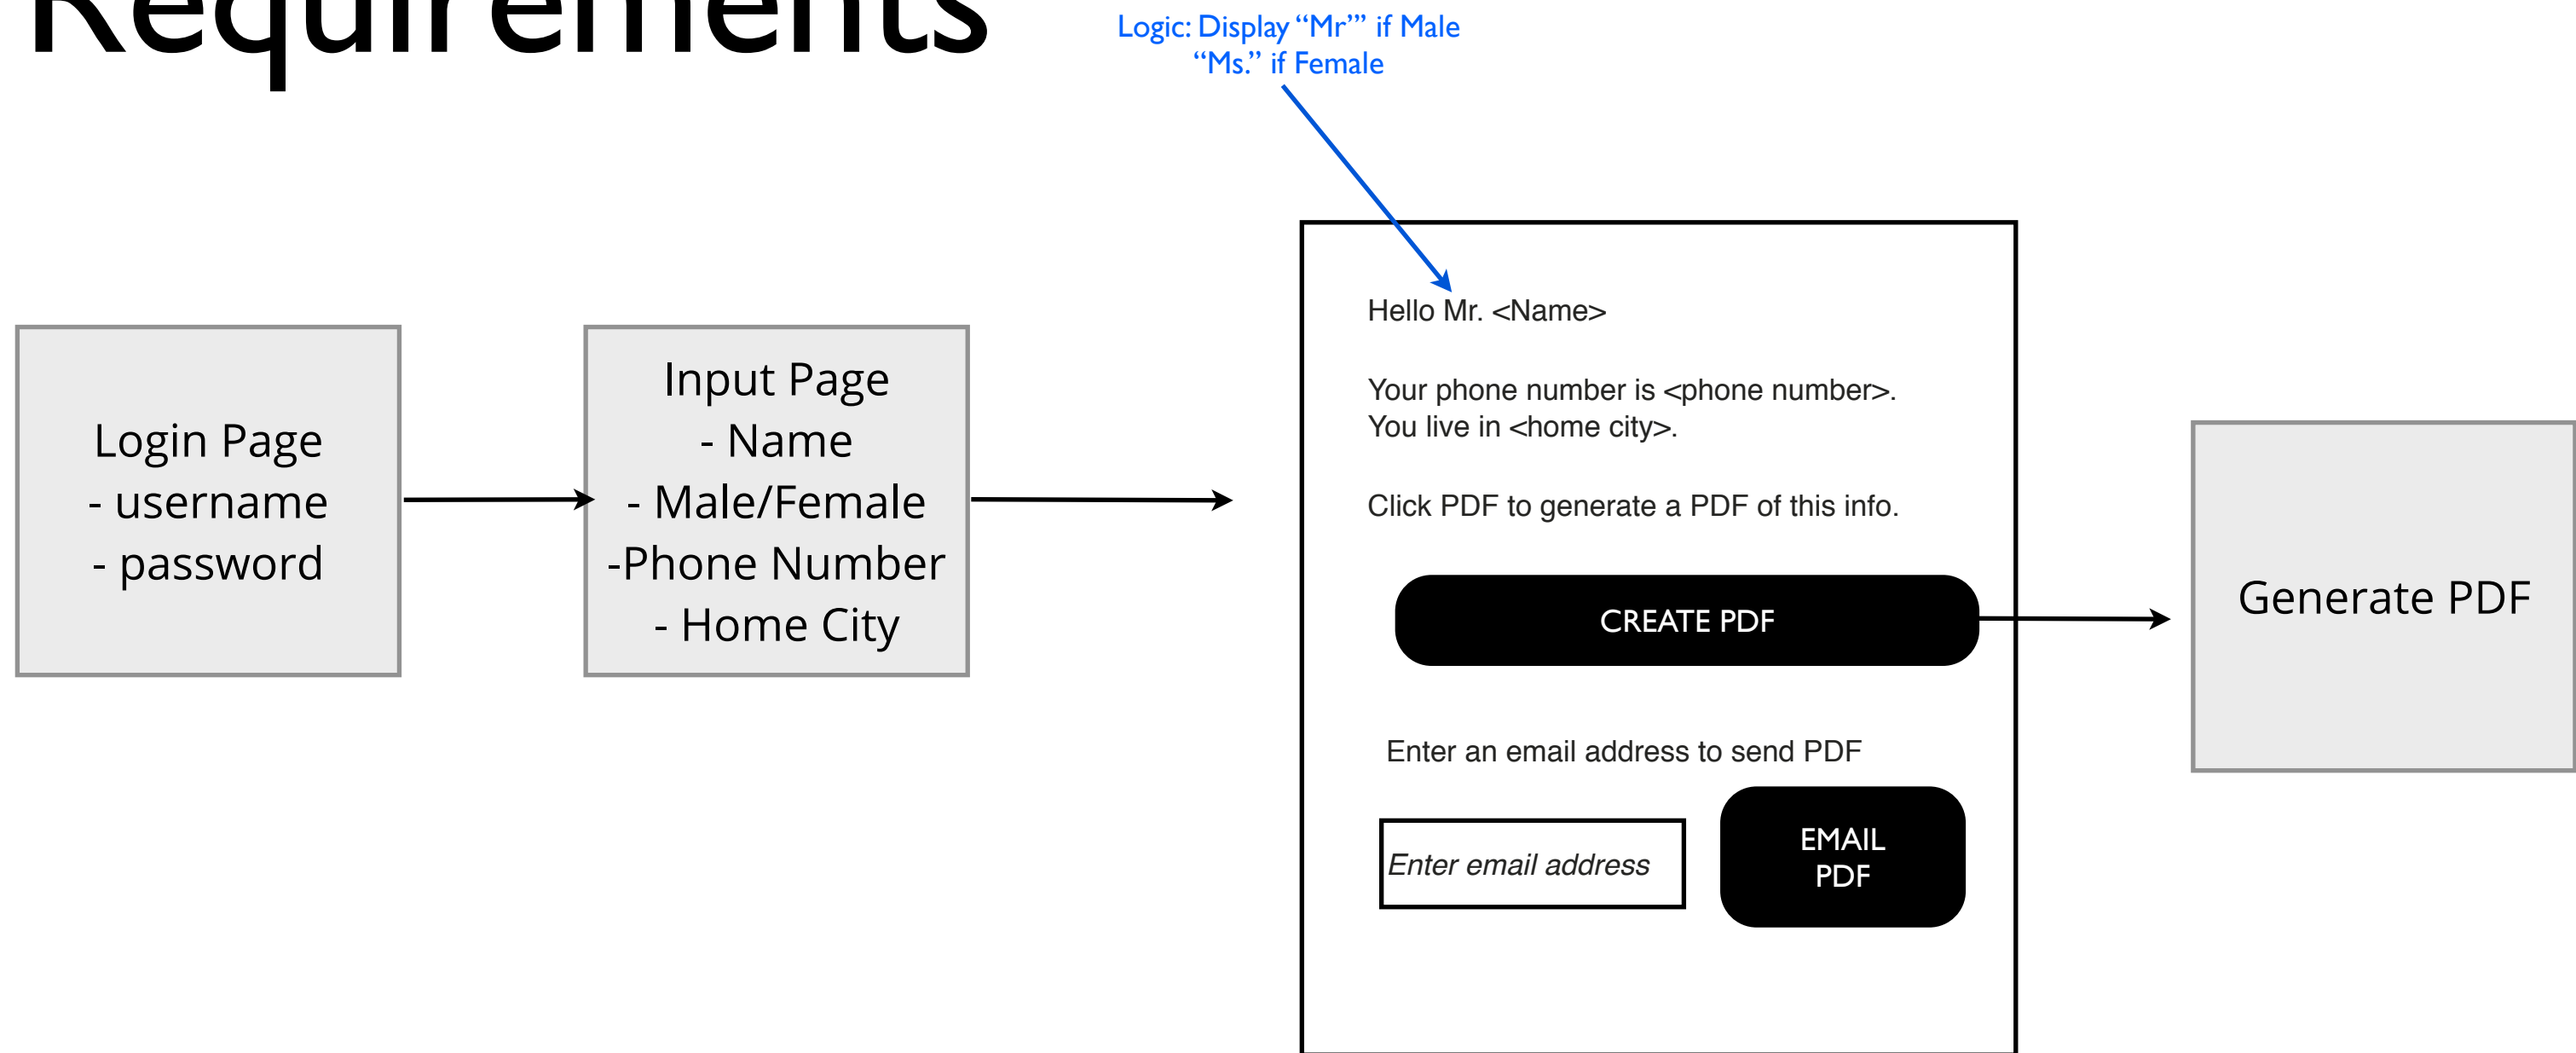 Requirements
Logic: Display “Mr’” if Male
“Ms.” if Female
Login Page
- username
- password
Input Page
- Name
- Male/Female
-Phone Number
- Home City
Hello Mr. <Name>
Your phone number is <phone number>.
You live in <home city>.
Click PDF to generate a PDF of this info.
CREATE PDF
Enter an email address to send PDF
Enter email address
EMAIL
PDF
Generate PDF